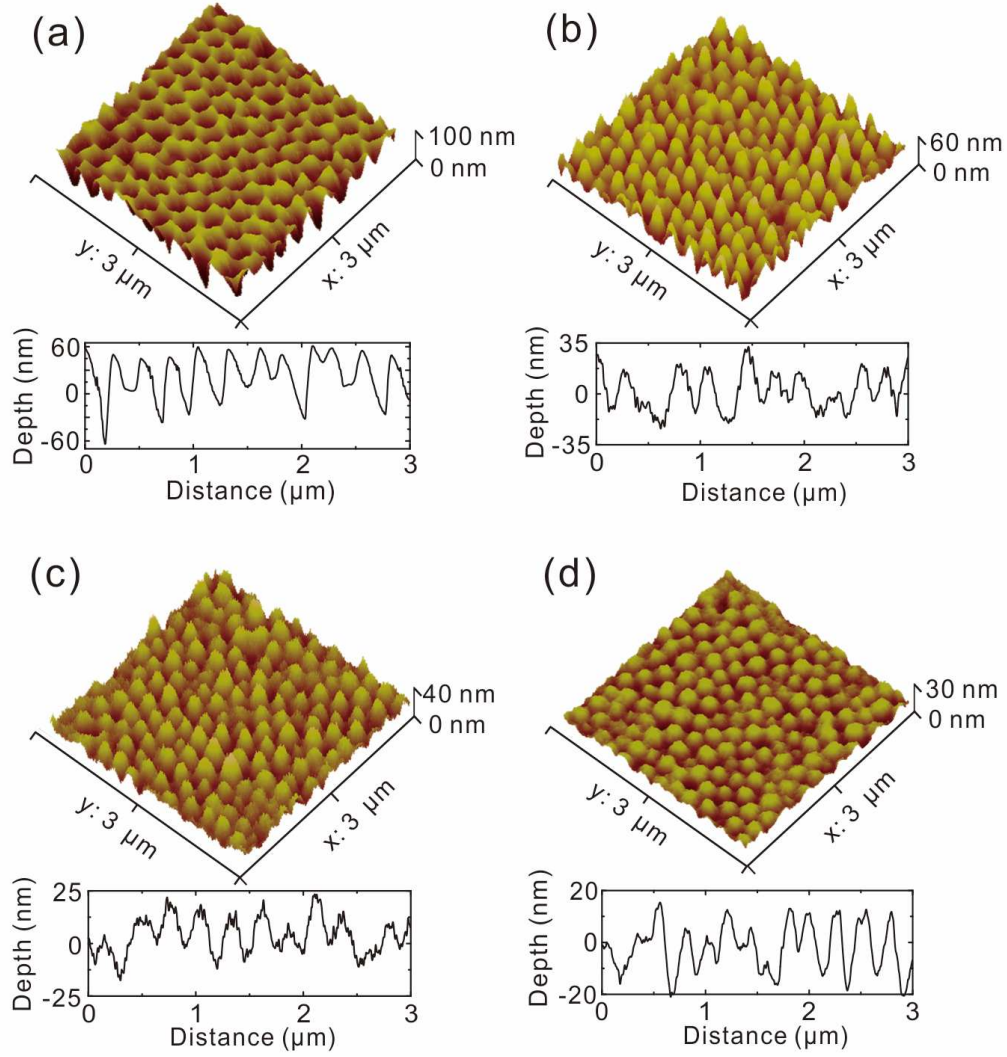 (a)
100 nm
0 nm
y: 3 μm
x: 3 μm
Depth (nm)
60
0
-60
0 1 2 3
Distance (μm)
(b)
60 nm
0 nm
y: 3 μm
x: 3 μm
Depth (nm)
35
0
-35
0 1 2 3
Distance (μm)
(c)
40 nm
0 nm
y: 3 μm
x: 3 μm
Depth (nm)
25
0
-25
0 1 2 3
Distance (μm)
(d)
30 nm
0 nm
y: 3 μm
x: 3 μm
Depth (nm)
20
0
-20
0 1 2 3
Distance (μm)